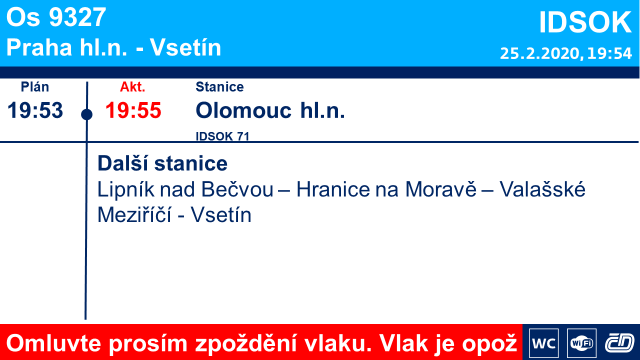 Os 9327
IDSOK
Praha hl.n. - Vsetín
25.2.2020, 19:54
Plán
Akt.
Stanice
19:53
19:55
Olomouc hl.n.
IDSOK 71
Další stanice
Lipník nad Bečvou – Hranice na Moravě – Valašské
Meziříčí - Vsetín
Omluvte prosím zpoždění vlaku. Vlak je opož
WC
WiFi
ČD